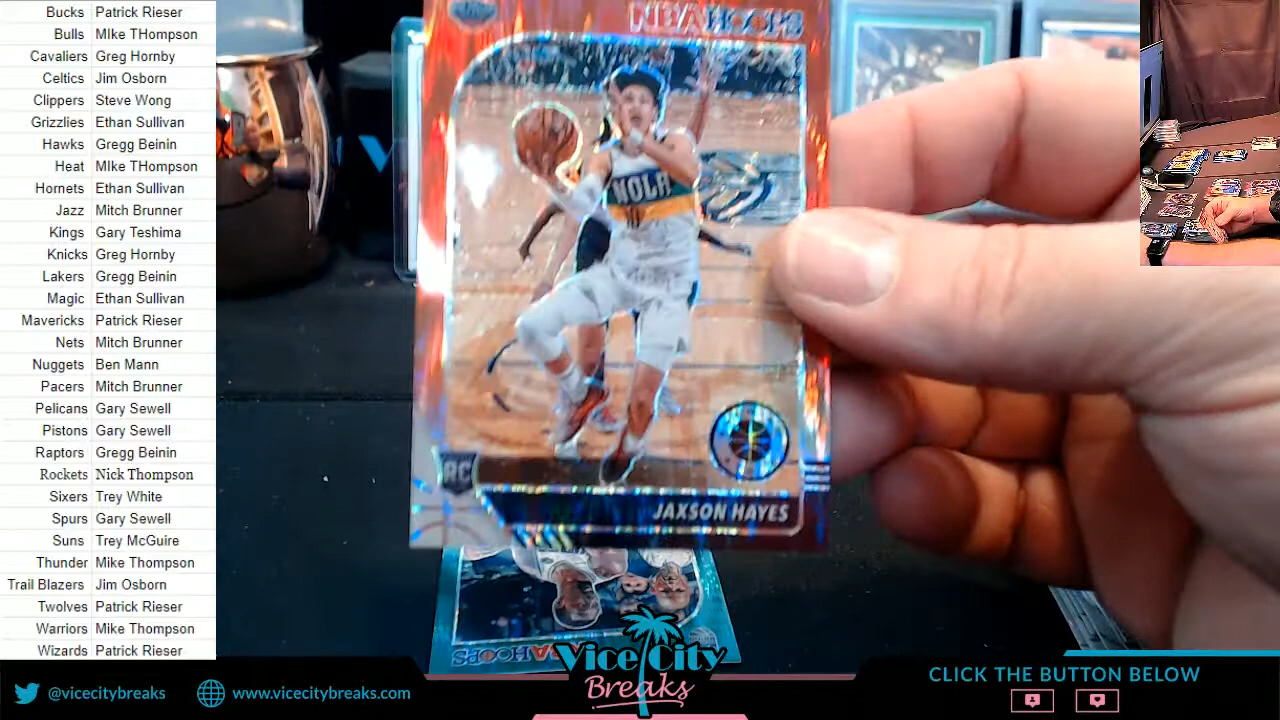 Bucks Patrick Rieser
Bulls MIke THompson
Cavaliers Greg Hornby
Celtics Jim Osborn
Clippers Steve Wong
Grizzlies Ethan Sullivan
Hawks Gregg Beinin
Heat MIke THompson
Hornets Ethan Sullivan
Jazz Mitch Brunner
Kings Gary Teshima
Knicks Greg Hornby
Lakers Gregg Beinin
Magic Ethan Sullivan
Mavericks Patrick Rieser
Nets Mitch Brunner
Nuggets Ben Mann
Pacers Mitch Brunner
Pelicans Gary Sewell
Pistons Gary Sewell
Raptors Gregg Beinin
Rockets Nick Thompson
Sixers Trey White
Spurs Gary Sewell
Suns Trey McGuire
Thunder Mike Thompson
Trail Blazers Jim Osborn
Twolves Patrick Rieser
Warriors Mike Thompson
Wizards Patrick Rieser
NBA HOOPS
NOLA
RC
JAXSON HAYES
NBA HOOPS
Vice City
Breaks
@vicecitybreaks
www.vicecitybreaks.com
CLICK THE BUTTON BELOW